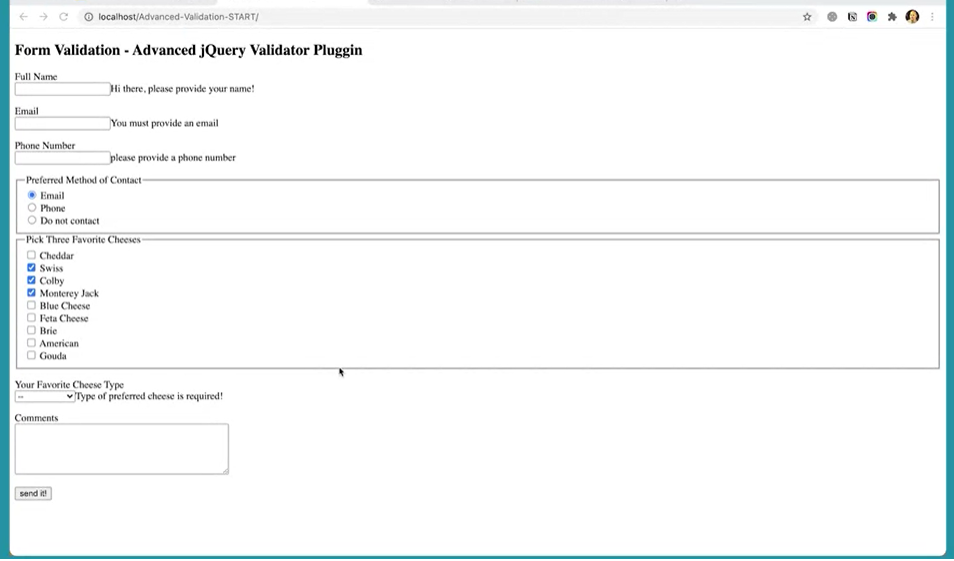 localhost/Advanced-Validation-START/
Form Validation - Advanced jQuery Validator Pluggin
Full Name
Hi there, please provide your name!
Email
You must provide an email
Phone Number
please provide a phone number
Preferred Method of Contact
Email
Phone
Do not contact
Pick Three Favorite Cheeses
Cheddar
Swiss
Colby
Monterey Jack
Blue Cheese
Feta Cheese
Brie
American
Gouda
Your Favorite Cheese Type
-- Type of preferred cheese is required!
Comments
send it!